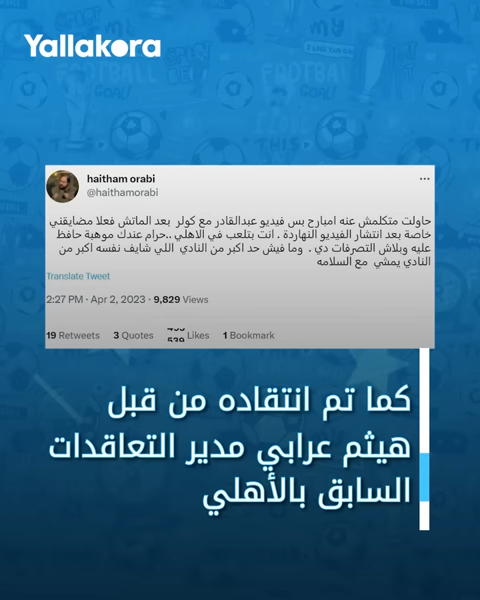 Yallakora
haitham orabi
@haithamorabi
حاولت متكلمش عنه امبارح بس فيديو عبدالقادر مع كولر بعد الماتش فعلا مضايقني
خاصة بعد انتشار الفيديو النهاردة . انت بتلعب في الاهلي ..حرام عندك موهبة حافظ
عليه وبلاش التصرفات دي . وما فيش حد اكبر من النادي اللي شايف نفسه اكبر من
النادي يمشي مع السلامه
Translate Tweet
2:27 PM · Apr 2, 2023 · 9,829 Views
19 Retweets 3 Quotes Likes 1 Bookmark
كما تم انتقاده من قبل
هيثم عرابي مدير التعاقدات
السابق بالأهلي